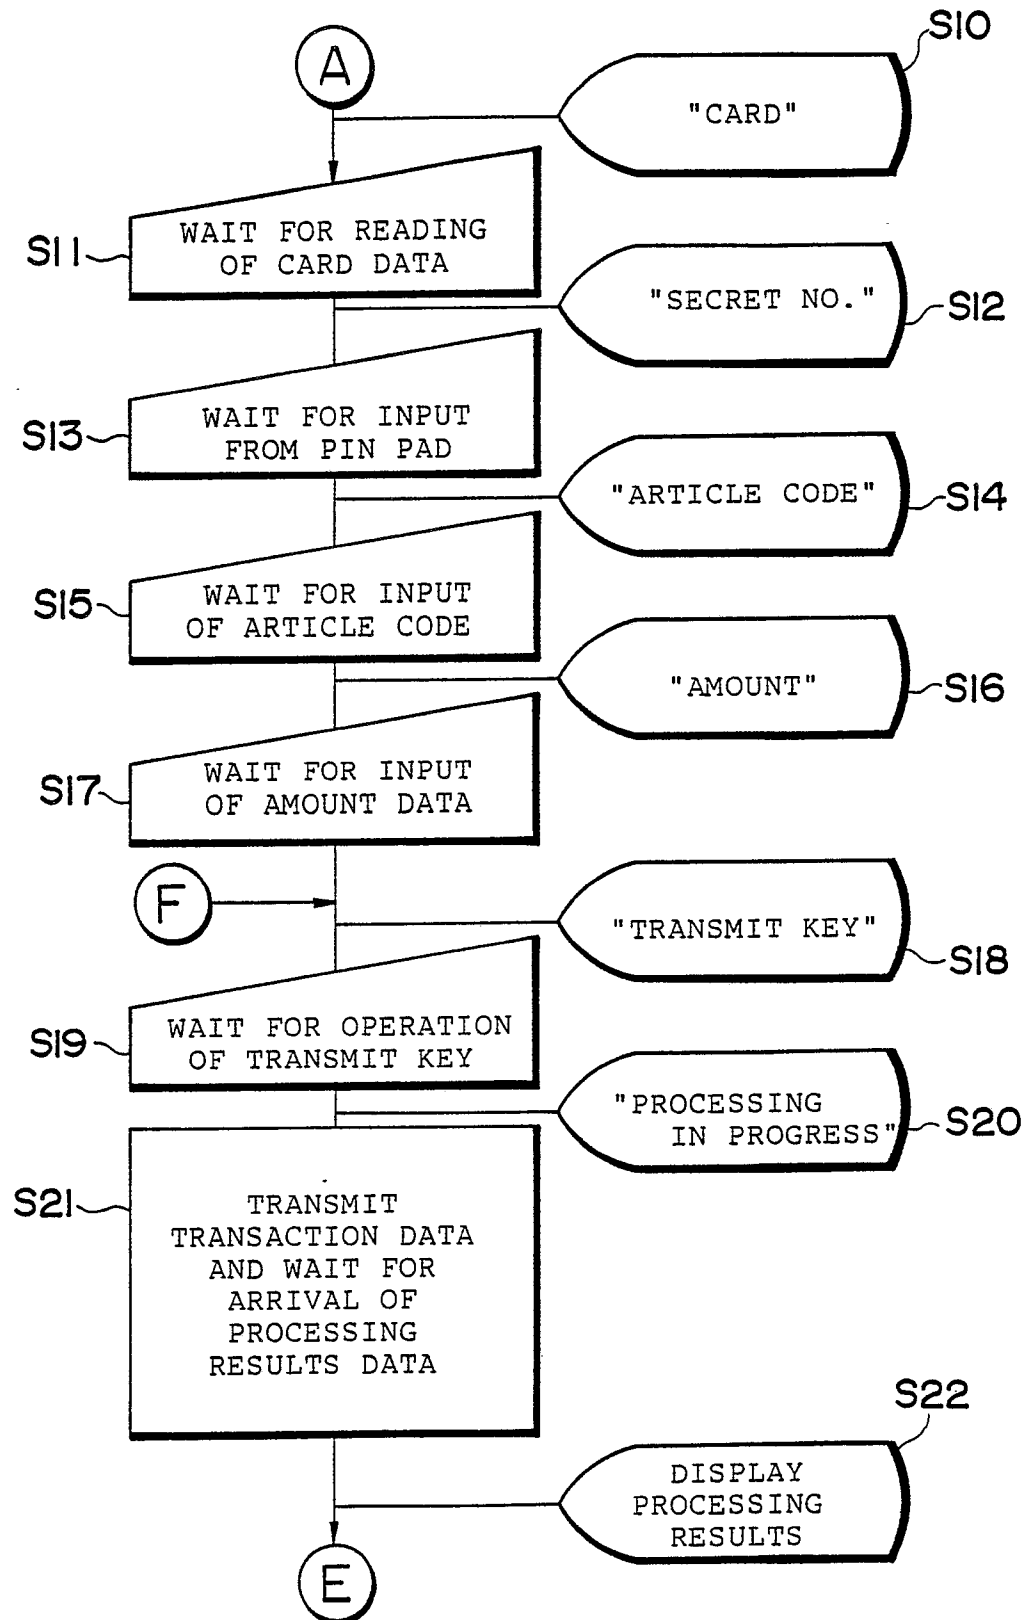 A
S10
"CARD"
S11
WAIT FOR READING
OF CARD DATA
"SECRET NO."
S12
S13
WAIT FOR INPUT
FROM PIN PAD
"ARTICLE CODE"
S14
S15
WAIT FOR INPUT
OF ARTICLE CODE
"AMOUNT"
S16
S17
WAIT FOR INPUT
OF AMOUNT DATA
F
"TRANSMIT KEY"
S18
S19
WAIT FOR OPERATION
OF TRANSMIT KEY
"PROCESSING
IN PROGRESS"
S20
S21
TRANSMIT
TRANSACTION DATA
AND WAIT FOR
ARRIVAL OF
PROCESSING
RESULTS DATA
S22
DISPLAY
PROCESSING
RESULTS
E